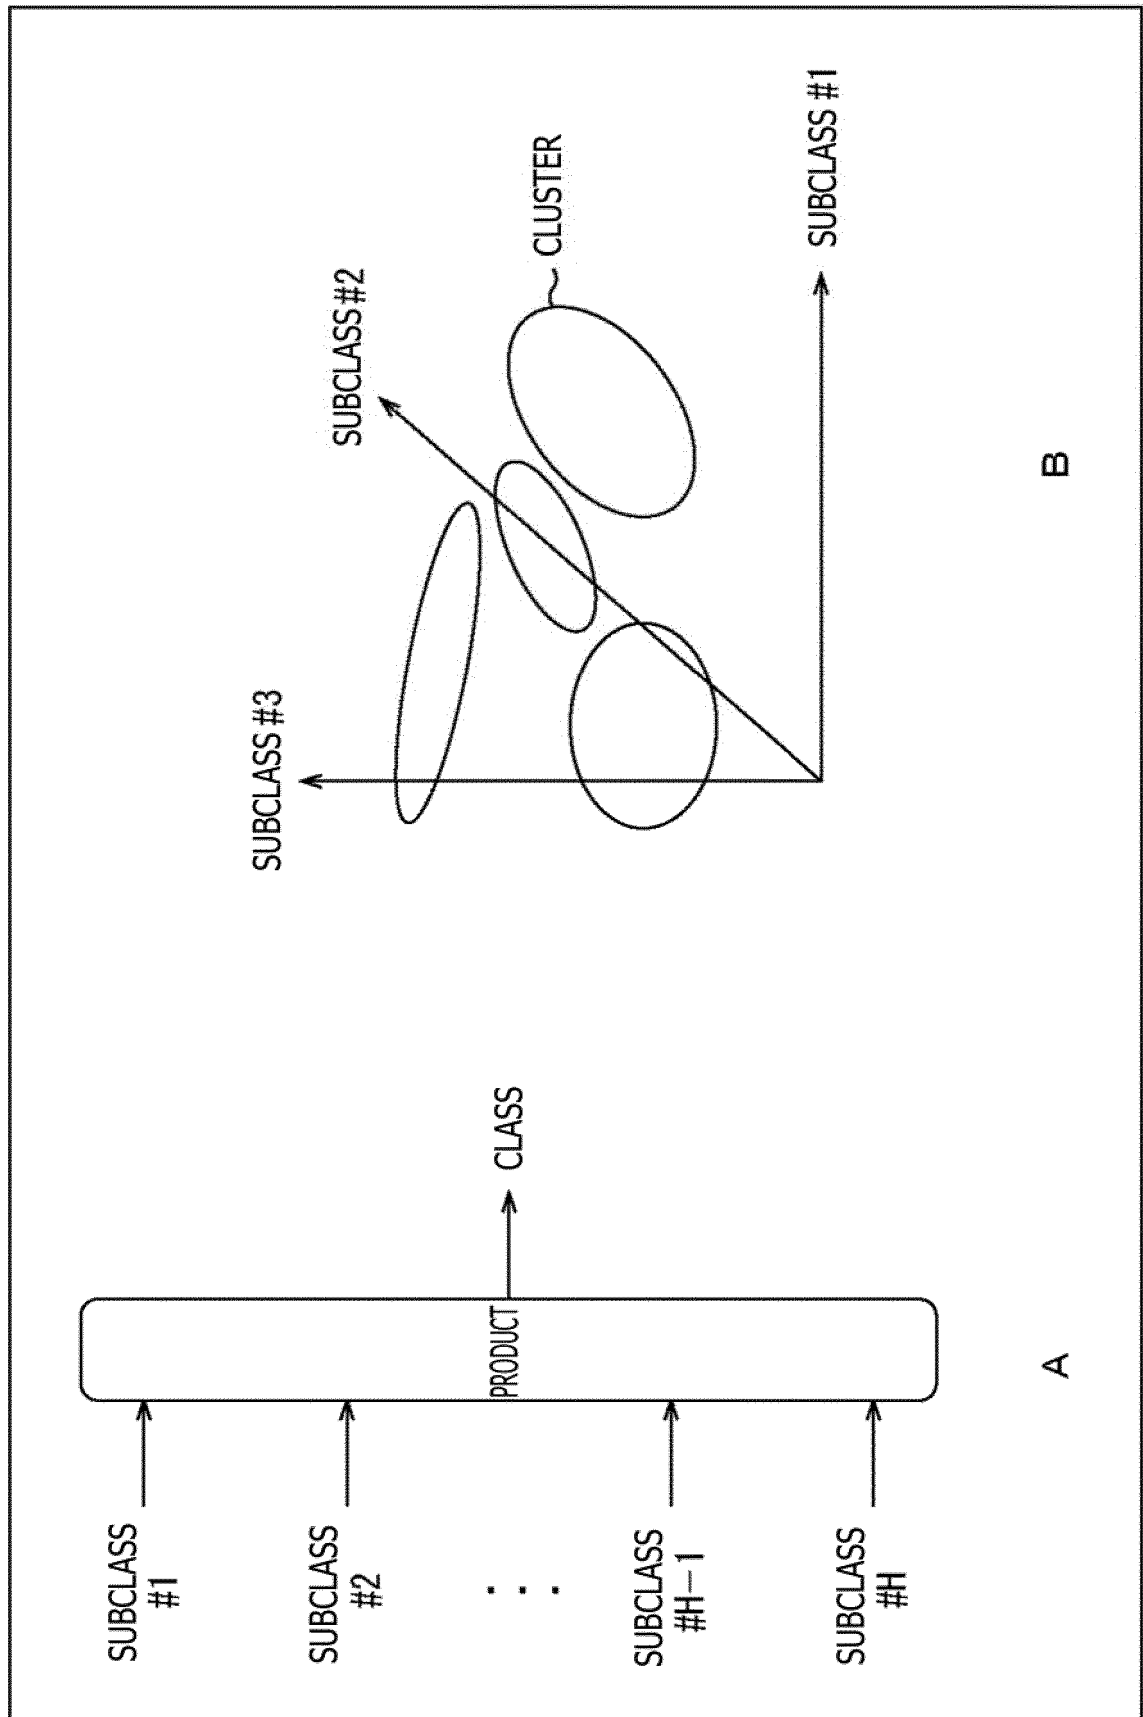 SUBCLASS
#1
SUBCLASS
#2
...
SUBCLASS
#H−1
SUBCLASS
#H
PRODUCT
CLASS
A
SUBCLASS #3
SUBCLASS #2
CLUSTER
SUBCLASS #1
B